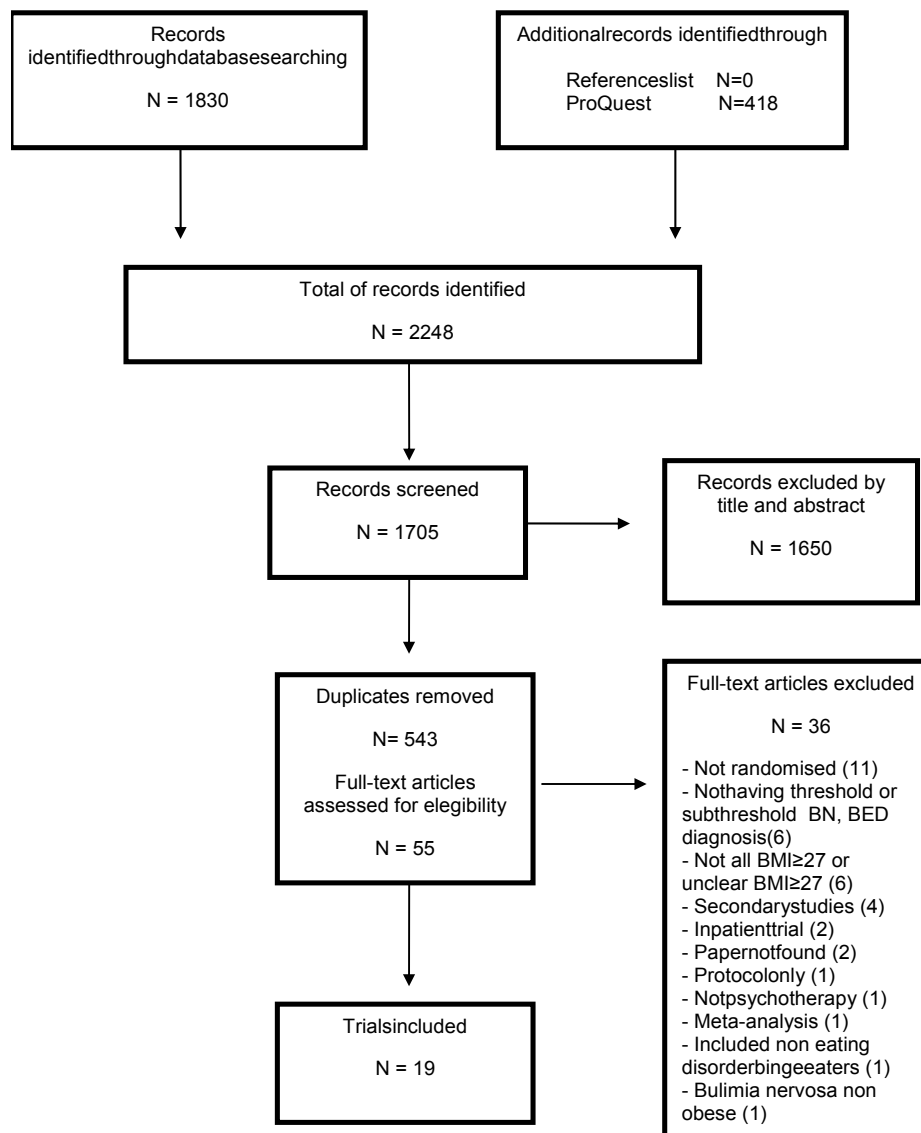 Records
identifiedthroughdatabasesearching
N = 1830
Additionalrecords identifiedthrough
Referenceslist N=0
ProQuest N=418
Total of records identified
N = 2248
Records screened
N = 1705
Records excluded by
title and abstract
N = 1650
Duplicates removed
N= 543
Full-text articles
assessed for elegibility
N = 55
Full-text articles excluded
N = 36
- Not randomised (11)
- Nothaving threshold or
subthreshold BN, BED
diagnosis(6)
- Not all BMI≥27 or
unclear BMI≥27 (6)
- Secondarystudies (4)
- Inpatienttrial (2)
- Papernotfound (2)
- Protocolonly (1)
- Notpsychotherapy (1)
- Meta-analysis (1)
- Included non eating
disorderbingeeaters (1)
- Bulimia nervosa non
obese (1)
Trialsincluded
N = 19